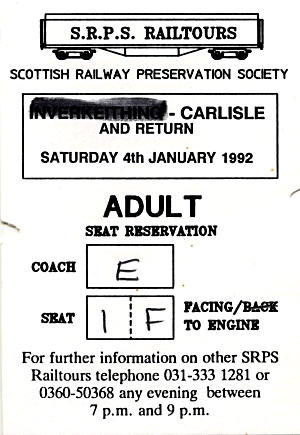 S.R.P.S. RAILTOURS
SCOTTISH RAILWAY PRESERVATION SOCIETY
INVERKEITHING - CARLISLE
AND RETURN
SATURDAY 4th JANUARY 1992
ADULT
SEAT RESERVATION
COACH E
SEAT 1 F FACING/BACK
TO ENGINE
For further information on other SRPS
Railtours telephone 031-333 1281 or
0360-50368 any evening between
7 p.m. and 9 p.m.